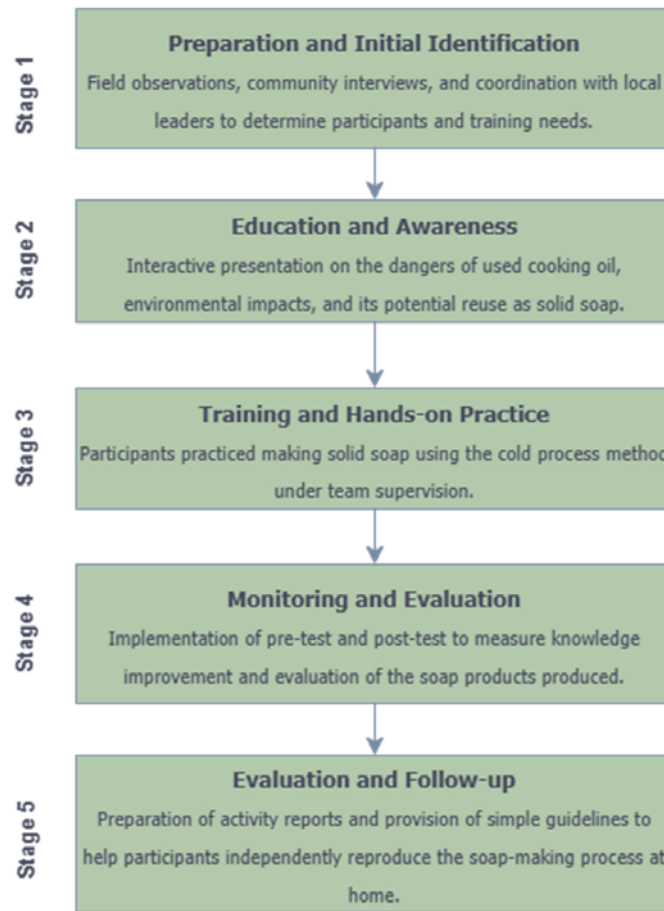 Stage 1
Preparation and Initial Identification
Field observations, community interviews, and coordination with local
leaders to determine participants and training needs.
Stage 2
Education and Awareness
Interactive presentation on the dangers of used cooking oil,
environmental impacts, and its potential reuse as solid soap.
Stage 3
Training and Hands-on Practice
Participants practiced making solid soap using the cold process method
under team supervision.
Stage 4
Monitoring and Evaluation
Implementation of pre-test and post-test to measure knowledge
improvement and evaluation of the soap products produced.
Stage 5
Evaluation and Follow-up
Preparation of activity reports and provision of simple guidelines to
help participants independently reproduce the soap-making process at
home.